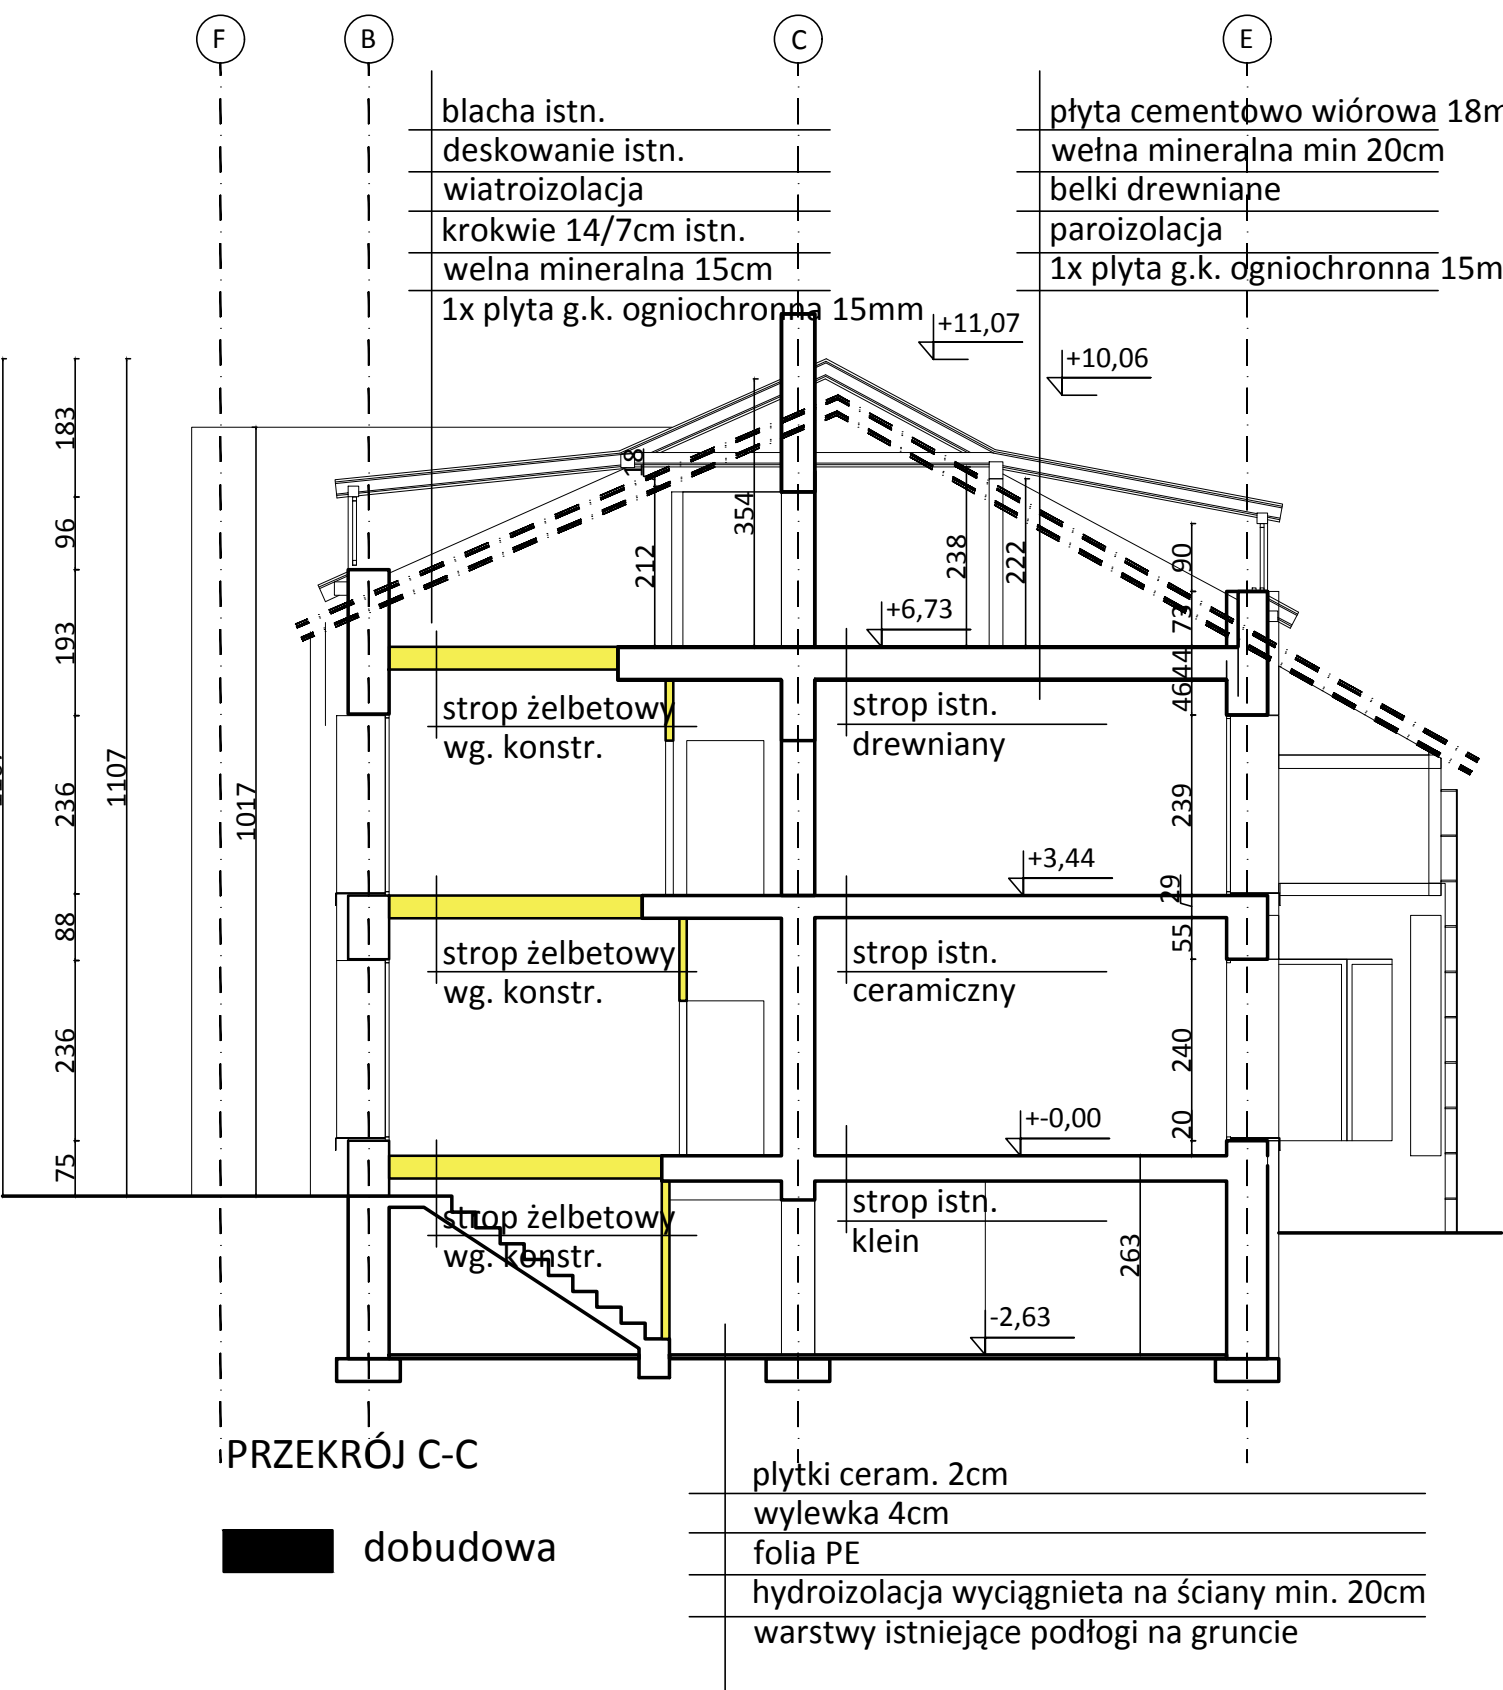 F
B
C
E
blacha istn.
deskowanie istn.
wiatroizolacja
krokwie 14/7cm istn.
welna mineralna 15cm
1x plyta g.k. ogniochronna 15mm
płyta cementowo wiórowa 18m
wełna mineralna min 20cm
belki drewniane
paroizolacja
1x plyta g.k. ogniochronna 15m
+11,07
+10,06
183
96
193
236
88
236
75
1107
1017
18
354
212
238
222
+6,73
90
73
44
46
239
29
55
240
20
strop żelbetowy
wg. konstr.
strop istn.
drewniany
+3,44
strop żelbetowy
wg. konstr.
strop istn.
ceramiczny
+-0,00
strop żelbetowy
wg. konstr.
strop istn.
klein
263
-2,63
PRZEKRÓJ C-C
dobudowa
plytki ceram. 2cm
wylewka 4cm
folia PE
hydroizolacja wyciągnieta na ściany min. 20cm
warstwy istniejące podłogi na gruncie